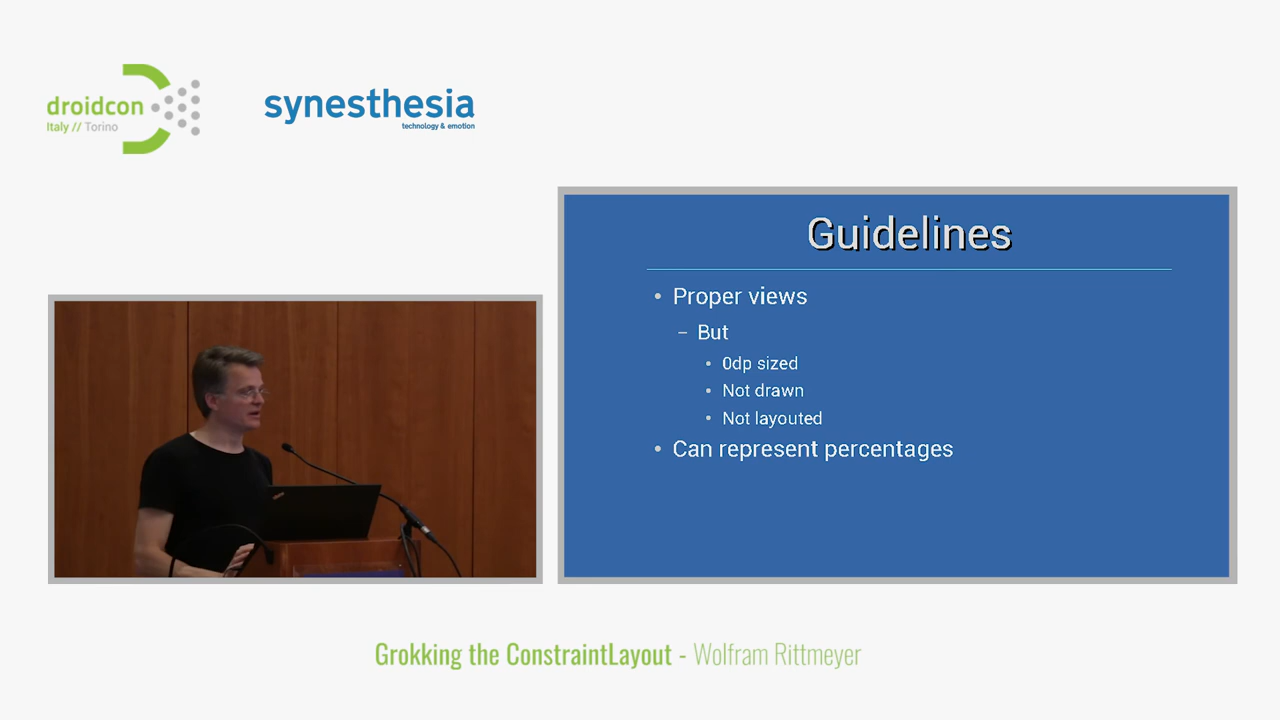 droidcon
Italy // Torino
synesthesia
technology & emotion
Guidelines
• Proper views
– But
• 0dp sized
• Not drawn
• Not layouted
• Can represent percentages
Grokking the ConstraintLayout - Wolfram Rittmeyer